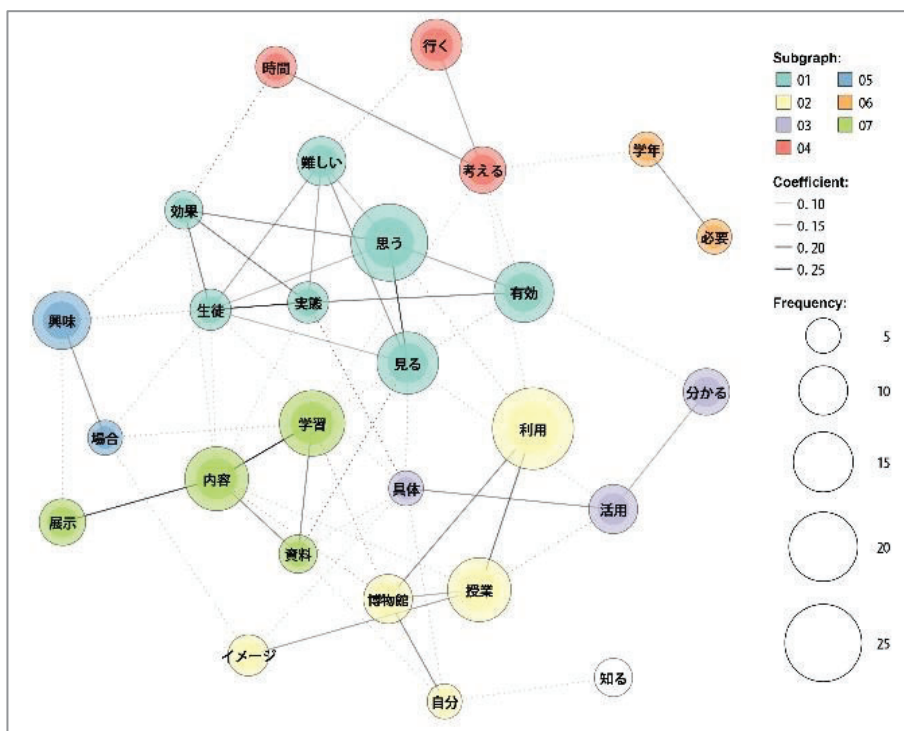 行く
時間
難しい
考える
学年
効果
思う
必要
生徒
実態
有効
興味
見る
分かる
学習
利用
場合
内容
具体
展示
活用
資料
博物館
授業
イメージ
自分
知る
Subgraph:
01 05
02 06
03 07
04
Coefficient:
0.10
0.15
0.20
0.25
Frequency:
5
10
15
20
25